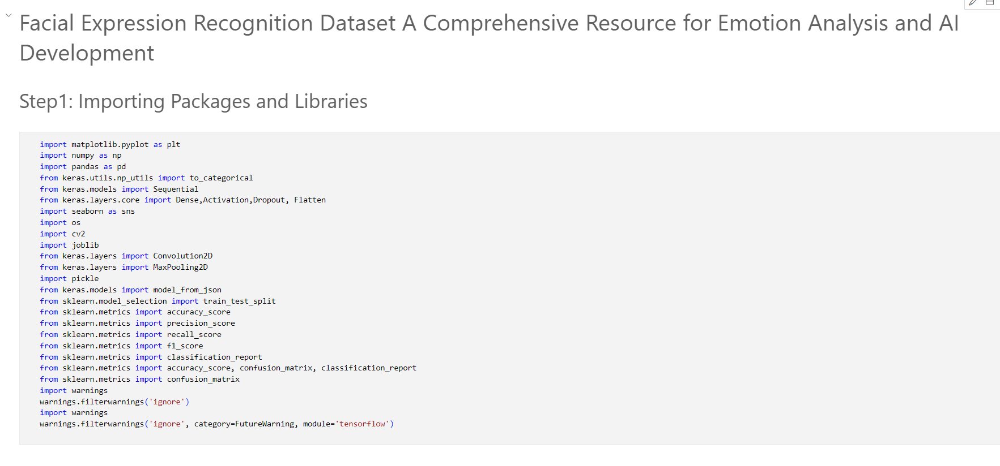 Facial Expression Recognition Dataset A Comprehensive Resource for Emotion Analysis and AI
Development
Step1: Importing Packages and Libraries
import matplotlib.pyplot as plt
import numpy as np
import pandas as pd
from keras.utils.np_utils import to_categorical
from keras.models import Sequential
from keras.layers.core import Dense,Activation,Dropout, Flatten
import seaborn as sns
import os
import cv2
import joblib
from keras.layers import Convolution2D
from keras.layers import MaxPooling2D
import pickle
from keras.models import model_from_json
from sklearn.model_selection import train_test_split
from sklearn.metrics import accuracy_score
from sklearn.metrics import precision_score
from sklearn.metrics import recall_score
from sklearn.metrics import f1_score
from sklearn.metrics import classification_report
from sklearn.metrics import accuracy_score, confusion_matrix, classification_report
from sklearn.metrics import confusion_matrix
import warnings
warnings.filterwarnings('ignore')
import warnings
warnings.filterwarnings('ignore', category=FutureWarning, module='tensorflow')